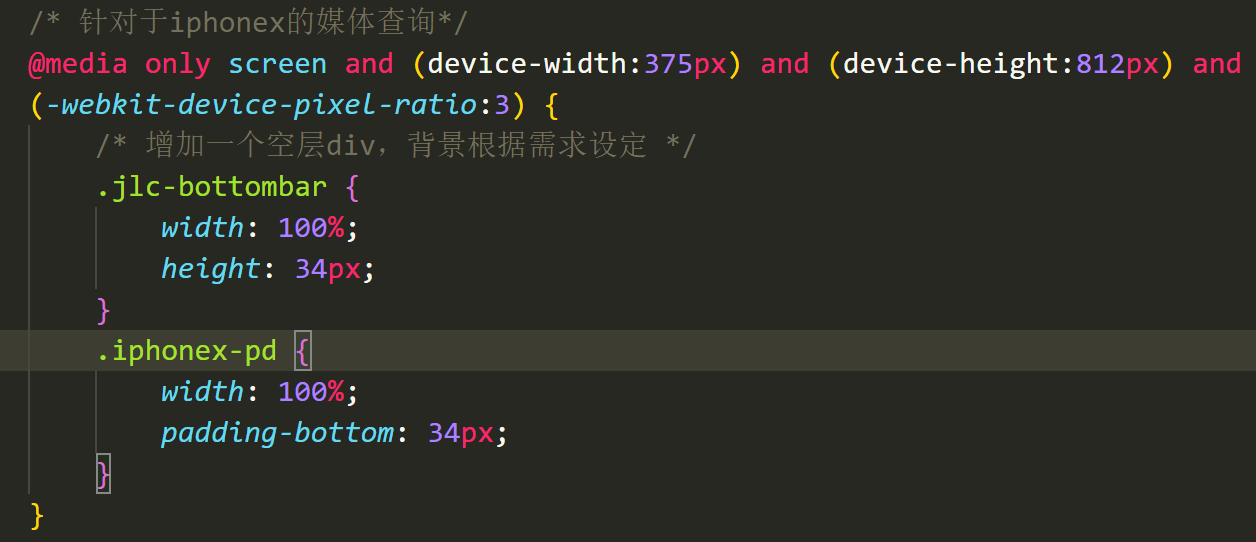 /* 针对于iphonex的媒体查询*/
@media only screen and (device-width:375px) and (device-height:812px) and
(-webkit-device-pixel-ratio:3) {
/* 增加一个空层div，背景根据需求设定 */
.jlc-bottombar {
width: 100%;
height: 34px;
}
.iphonex-pd {
width: 100%;
padding-bottom: 34px;
}
}